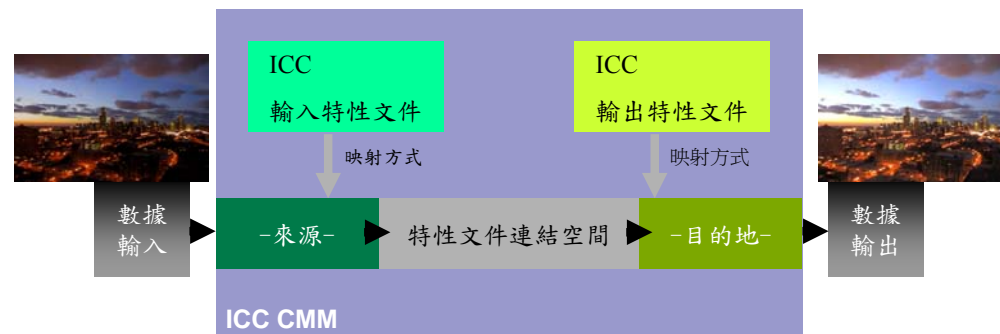 ICC
輸入特性文件
ICC
輸出特性文件
映射方式
映射方式
數據
輸入
-來源-
特性文件連結空間
-目的地-
數據
輸出
ICC CMM